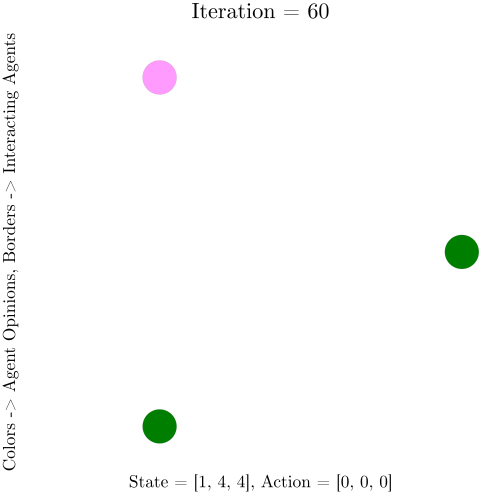 Iteration = 60
Colors -> Agent Opinions, Borders -> Interacting Agents
State = [1, 4, 4], Action = [0, 0, 0]